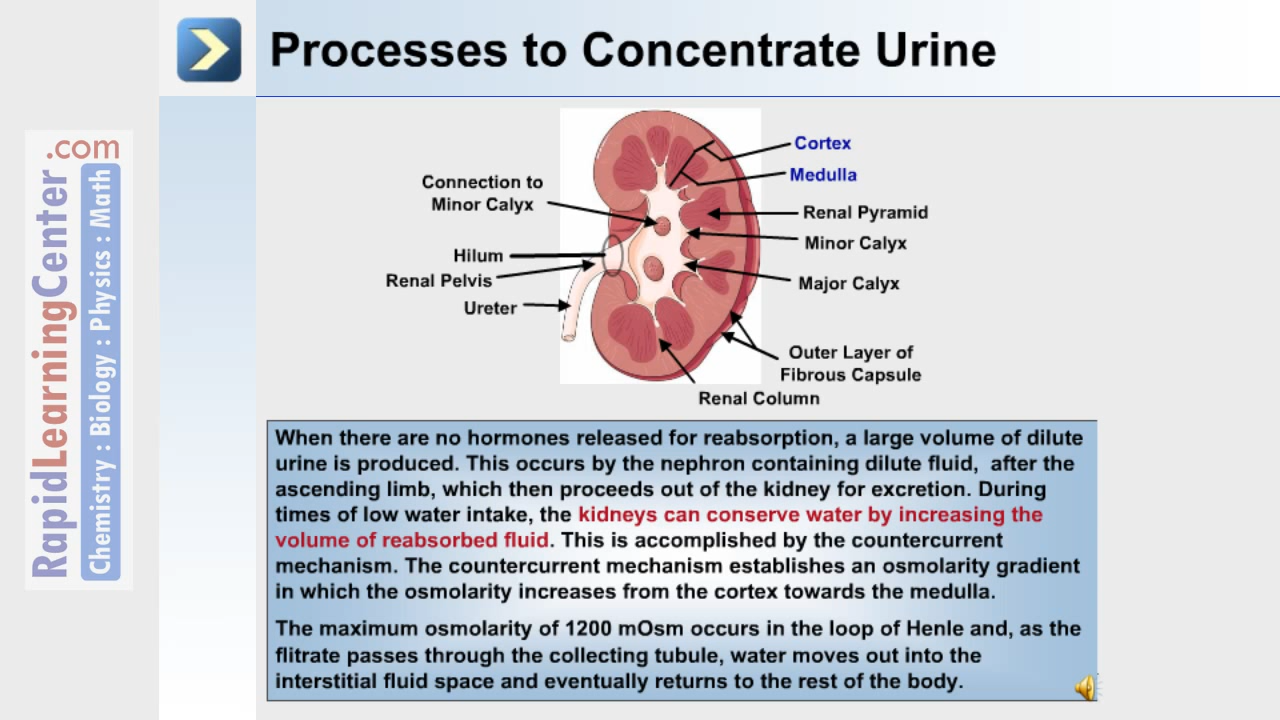 Processes to Concentrate Urine
RapidLearningCenter.com
Chemistry : Biology : Physics : Math
Cortex
Medulla
Connection to
Minor Calyx
Renal Pyramid
Minor Calyx
Hilum
Renal Pelvis
Major Calyx
Ureter
Outer Layer of
Fibrous Capsule
Renal Column
When there are no hormones released for reabsorption, a large volume of dilute
urine is produced. This occurs by the nephron containing dilute fluid, after the
ascending limb, which then proceeds out of the kidney for excretion. During
times of low water intake, the kidneys can conserve water by increasing the
volume of reabsorbed fluid. This is accomplished by the countercurrent
mechanism. The countercurrent mechanism establishes an osmolarity gradient
in which the osmolarity increases from the cortex towards the medulla.
The maximum osmolarity of 1200 mOsm occurs in the loop of Henle and, as the
flitrate passes through the collecting tubule, water moves out into the
interstitial fluid space and eventually returns to the rest of the body.